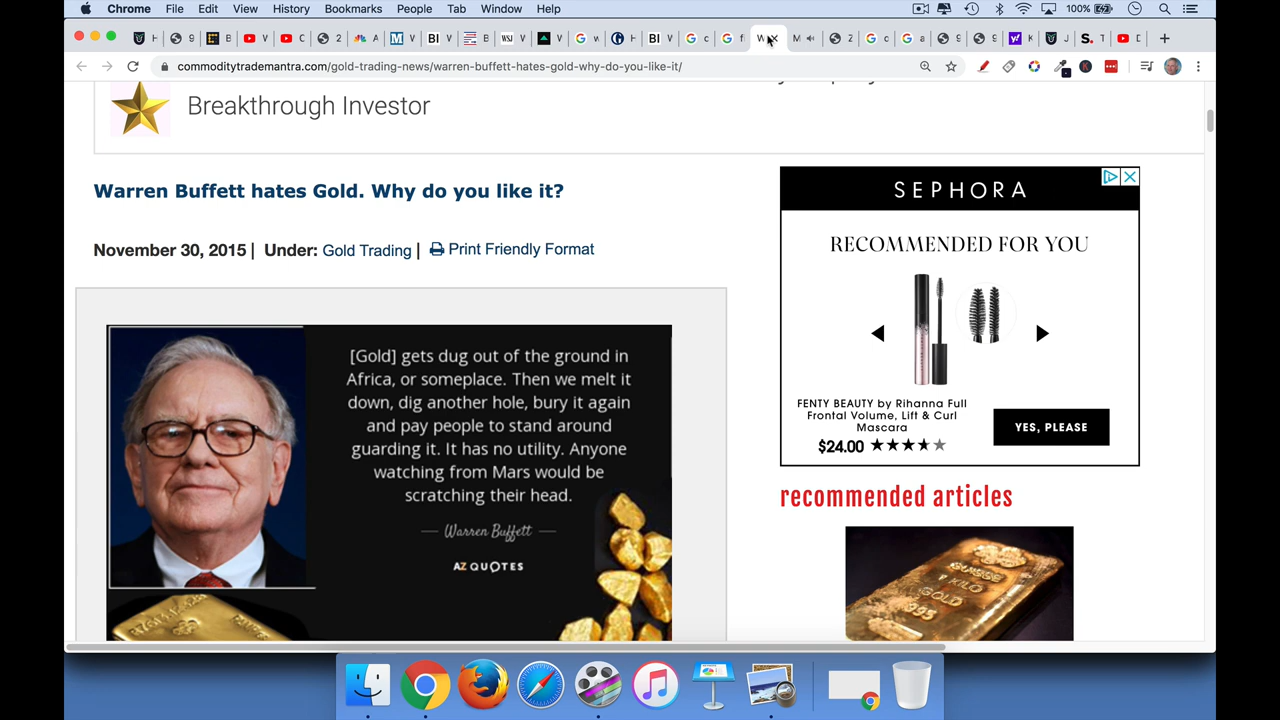 Chrome File Edit View History Bookmarks People Tab Window Help
100%
commoditytrademantra.com/gold-trading-news/warren-buffett-hates-gold-why-do-you-like-it/
Breakthrough Investor
Warren Buffett hates Gold. Why do you like it?
November 30, 2015 | Under: Gold Trading | Print Friendly Format
[Gold] gets dug out of the ground in
Africa, or someplace. Then we melt it
down, dig another hole, bury it again
and pay people to stand around
guarding it. It has no utility. Anyone
watching from Mars would be
scratching their head.
Warren Buffett
AZ QUOTES
SEPHORA
RECOMMENDED FOR YOU
FENTY BEAUTY by Rihanna Full
Frontal Volume, Lift & Curl
Mascara
$24.00
YES, PLEASE
recommended articles
1 KILO
GOLD
995